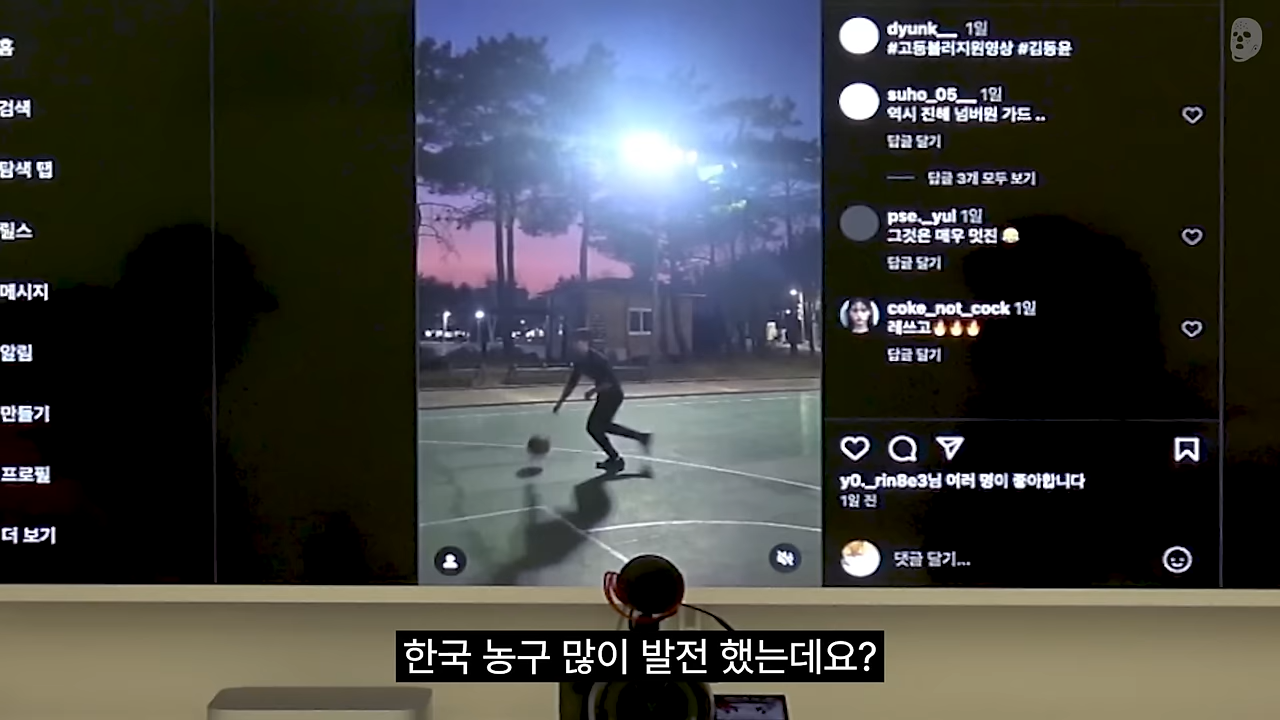 홈
검색
탐색 탭
릴스
메시지
알림
만들기
프로필
더 보기
dyunk__ 1일
#고등볼러지원영상 #김동윤
suho_05__ 1일
역시 진해 넘버원 가드 ..
답글 달기
답글 3개 모두 보기
pse._yul 1일
그것은 매우 멋진 😂
답글 달기
coke_not_cock 1일
레쓰고🔥🔥🔥
답글 달기
y0._rin8e3님 여러 명이 좋아합니다
1일 전
댓글 달기...
한국 농구 많이 발전 했는데요?